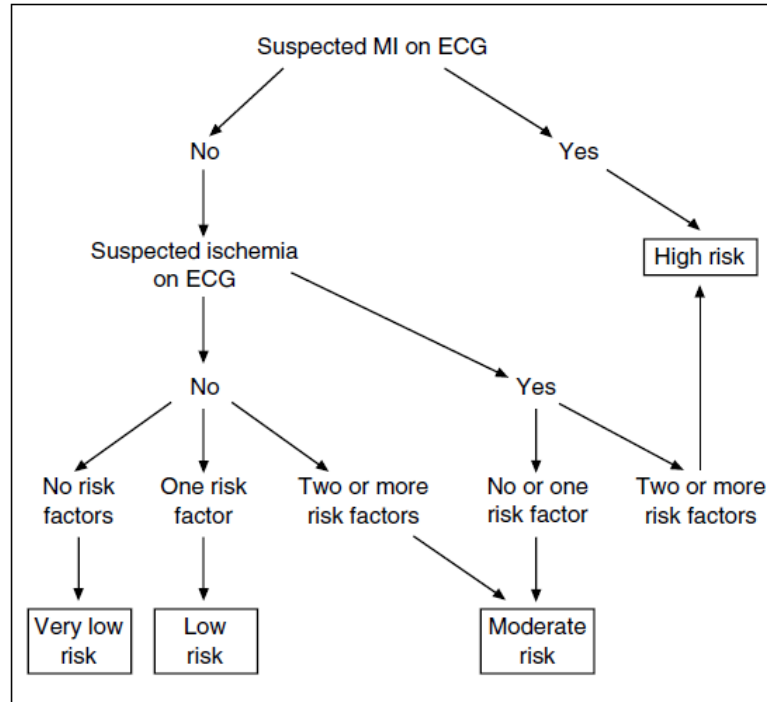 Suspected MI on ECG
No
Yes
Suspected ischemia
on ECG
High risk
No
Yes
No risk
factors
One risk
factor
Two or more
risk factors
No or one
risk factor
Two or more
risk factors
Very low
risk
Low
risk
Moderate
risk